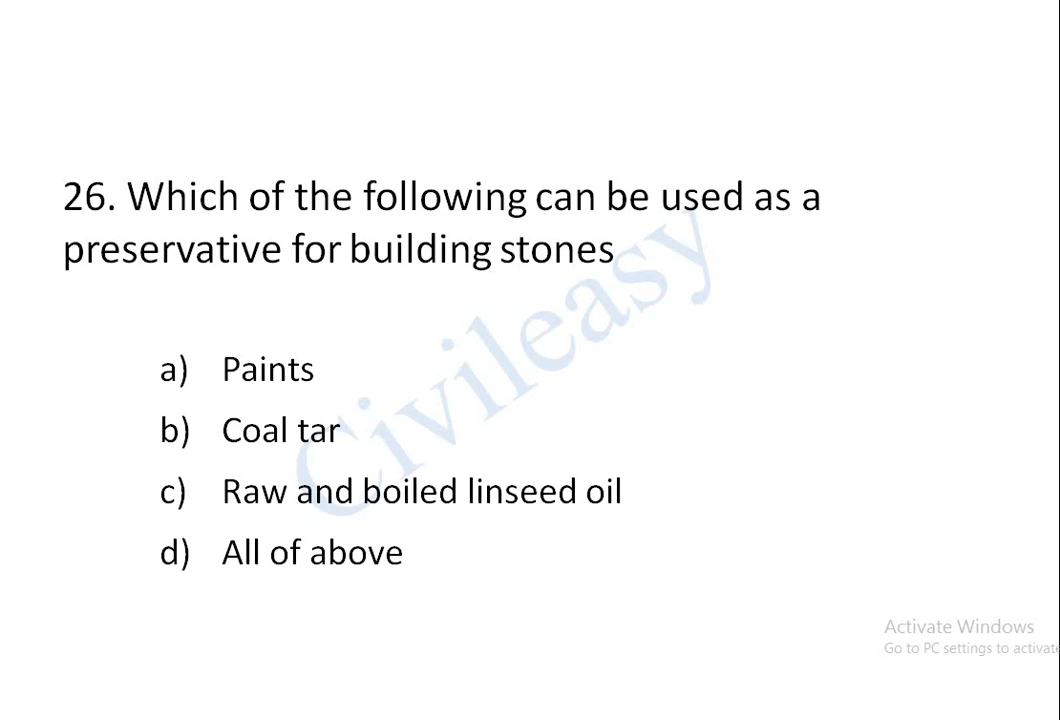 26. Which of the following can be used as a
preservative for building stones
Civileasy
a) Paints
b) Coal tar
c) Raw and boiled linseed oil
d) All of above
Activate Windows
Go to PC settings to activate